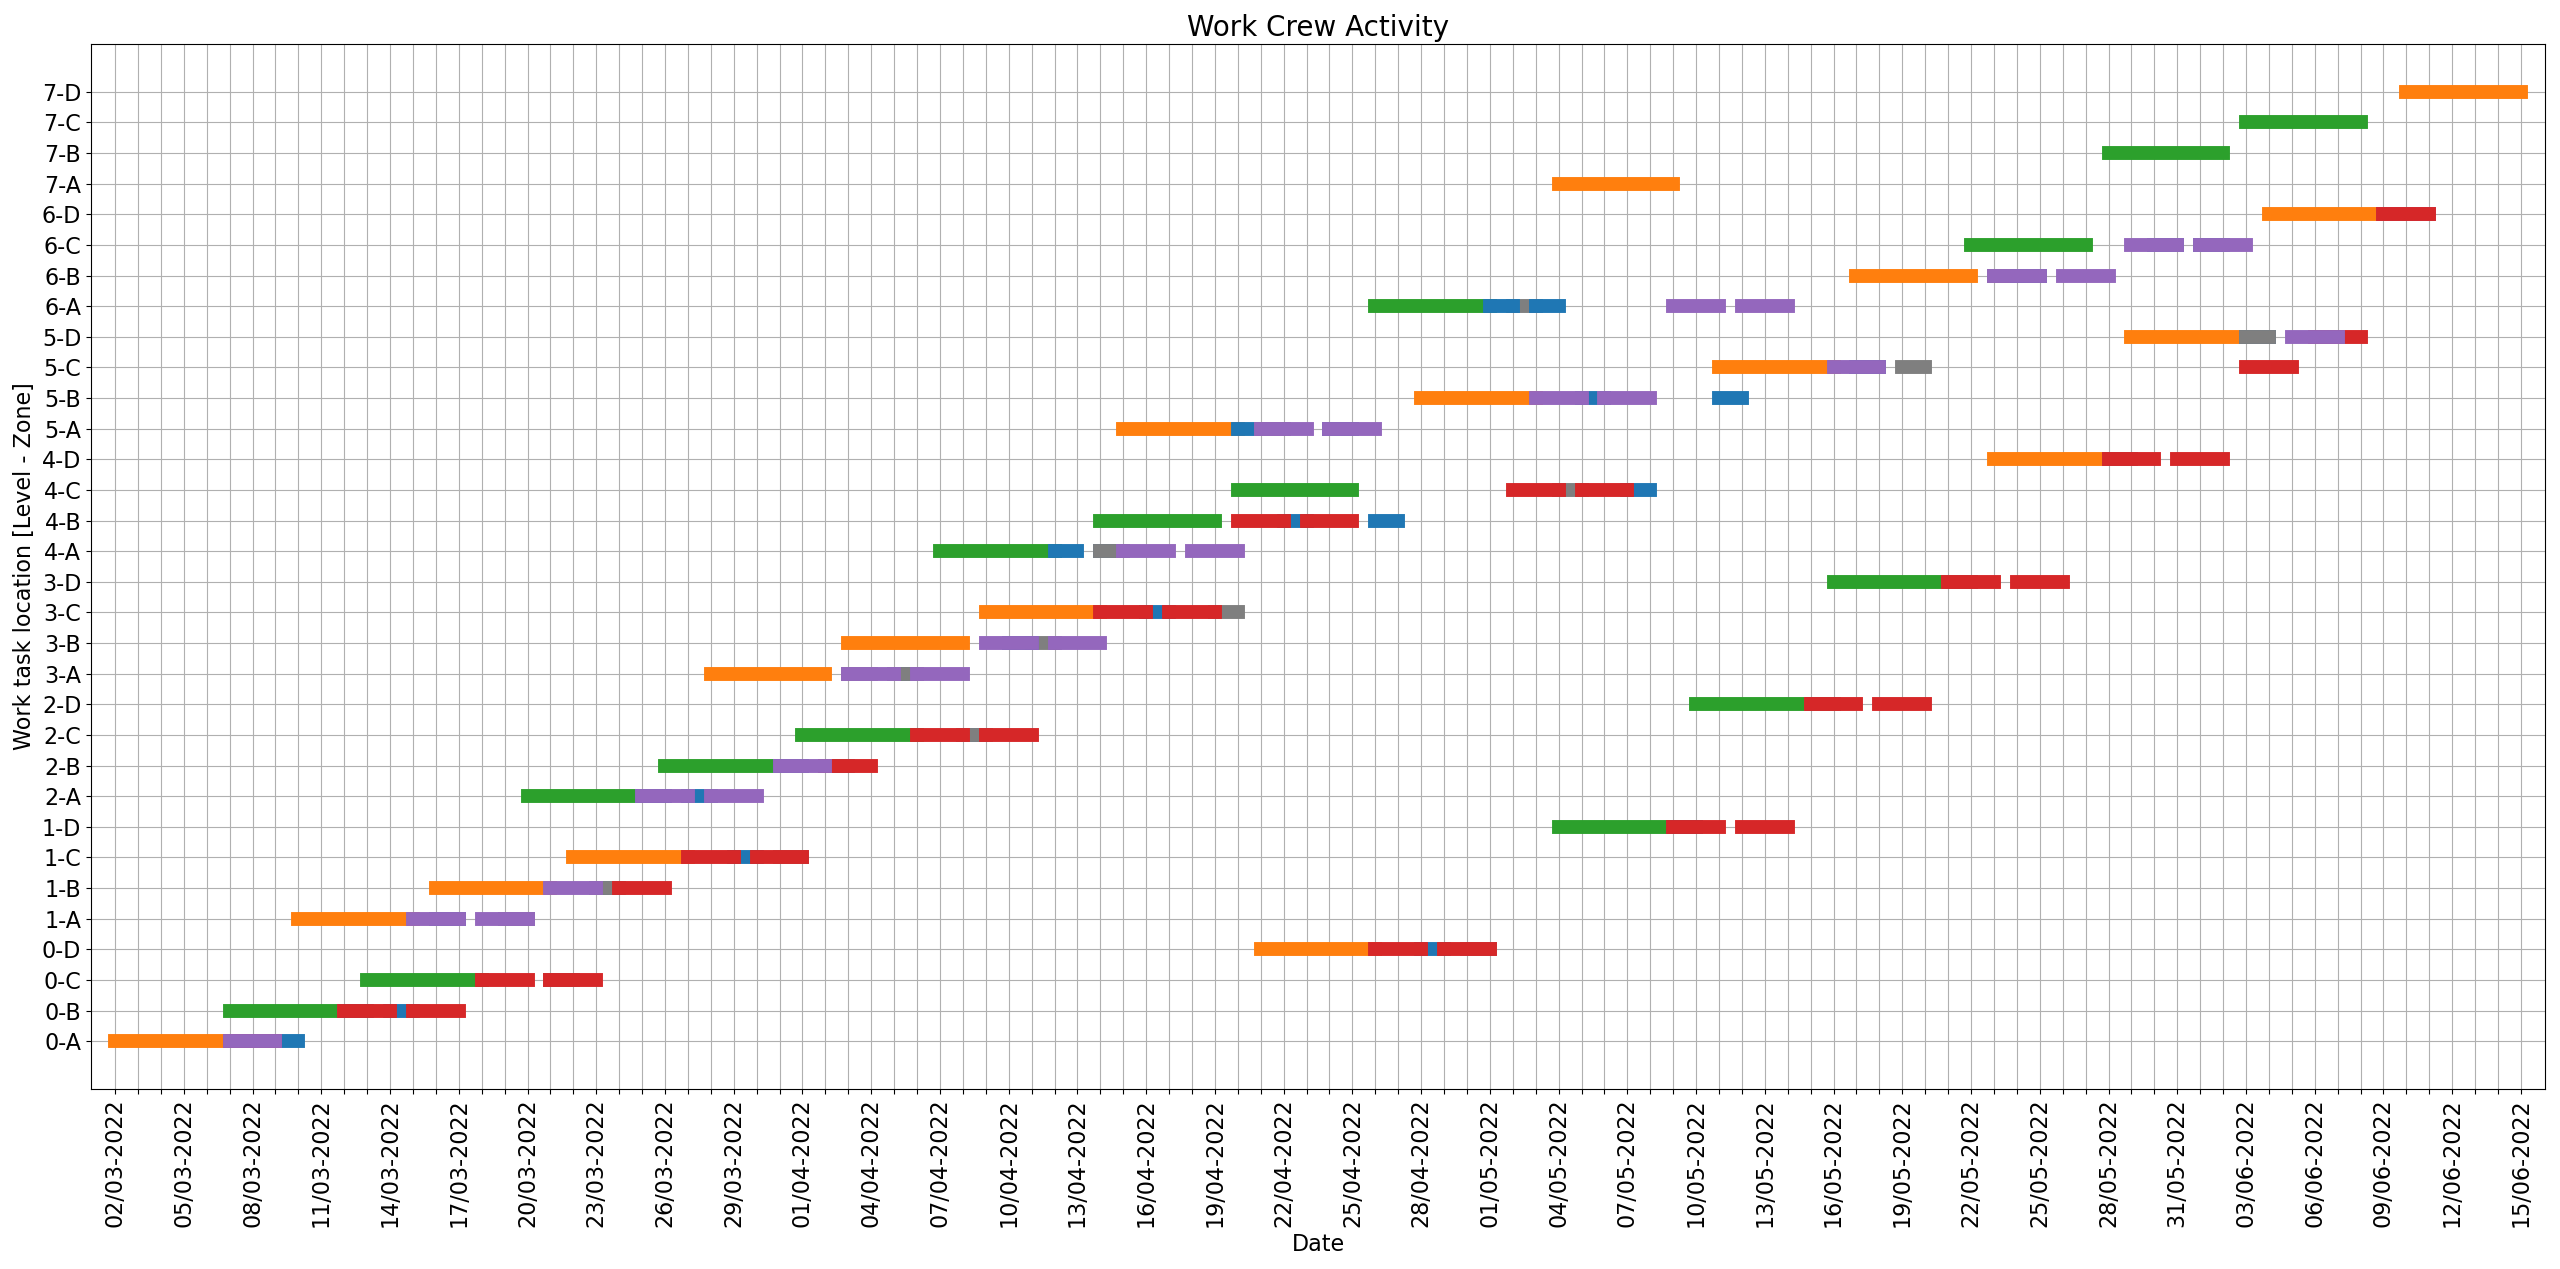 Work Crew Activity
Work task location [Level - Zone]
7-D
7-C
7-B
7-A
6-D
6-C
6-B
6-A
5-D
5-C
5-B
5-A
4-D
4-C
4-B
4-A
3-D
3-C
3-B
3-A
2-D
2-C
2-B
2-A
1-D
1-C
1-B
1-A
0-D
0-C
0-B
0-A
02/03-2022
05/03-2022
08/03-2022
11/03-2022
14/03-2022
17/03-2022
20/03-2022
23/03-2022
26/03-2022
29/03-2022
01/04-2022
04/04-2022
07/04-2022
10/04-2022
13/04-2022
16/04-2022
19/04-2022
22/04-2022
25/04-2022
28/04-2022
01/05-2022
04/05-2022
07/05-2022
10/05-2022
13/05-2022
16/05-2022
19/05-2022
22/05-2022
25/05-2022
28/05-2022
31/05-2022
03/06-2022
06/06-2022
09/06-2022
12/06-2022
15/06-2022
Date